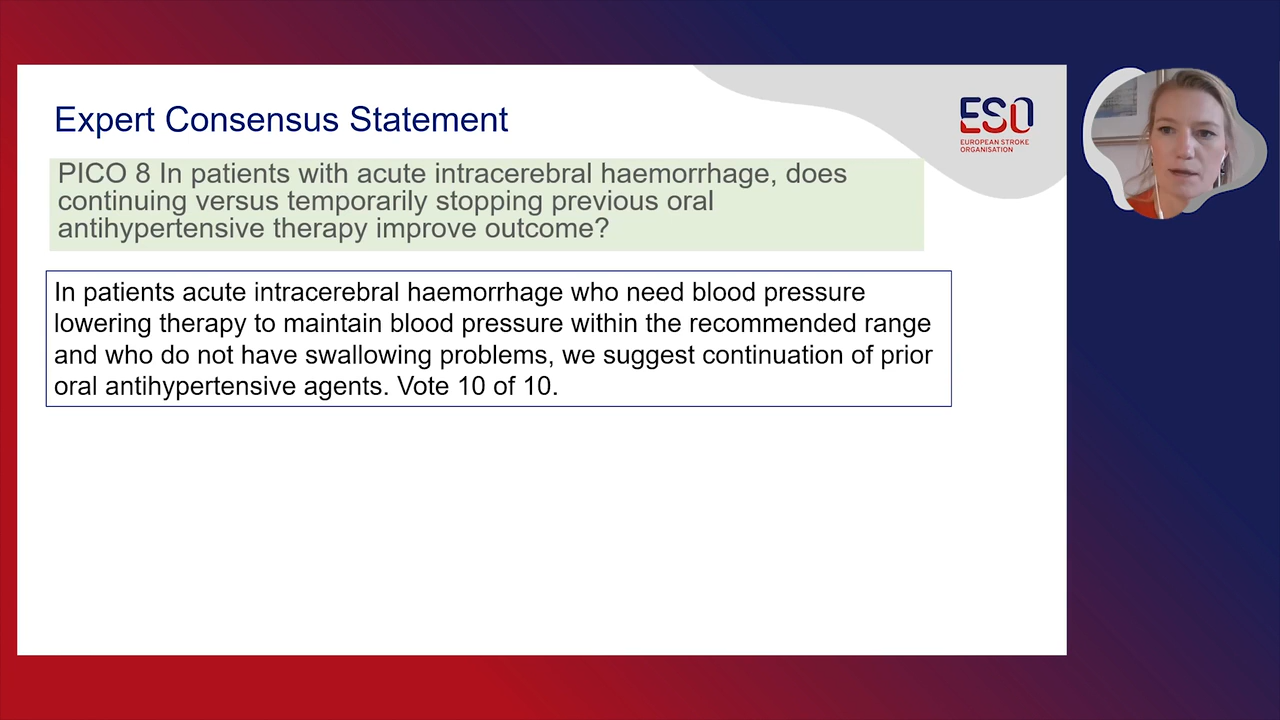 Expert Consensus Statement
ESO
EUROPEAN STROKE
ORGANISATION
PICO 8 In patients with acute intracerebral haemorrhage, does
continuing versus temporarily stopping previous oral
antihypertensive therapy improve outcome?
In patients acute intracerebral haemorrhage who need blood pressure
lowering therapy to maintain blood pressure within the recommended range
and who do not have swallowing problems, we suggest continuation of prior
oral antihypertensive agents. Vote 10 of 10.